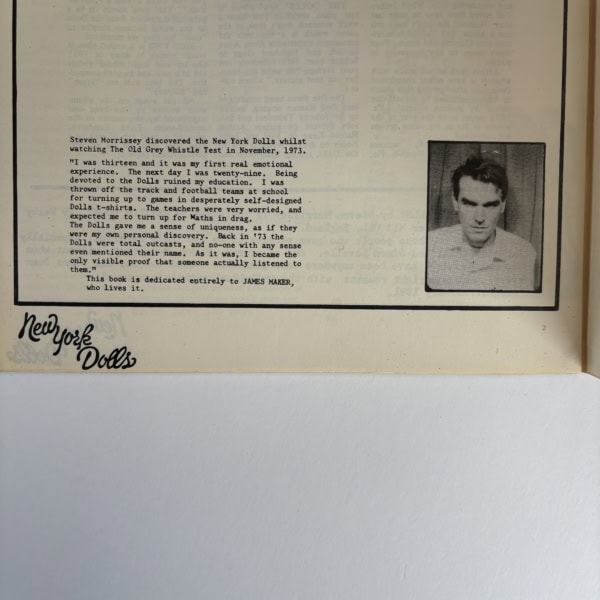 Steven Morrissey discovered the New York Dolls whilst
watching The Old Grey Whistle Test in November, 1973.
"I was thirteen and it was my first real emotional
experience. The next day I was twenty-nine. Being
devoted to the Dolls ruined my education. I was
thrown off the track and football teams at school
for turning up to games in desperately self-designed
Dolls t-shirts. The teachers were very worried, and
expected me to turn up for Maths in drag.
The Dolls gave me a sense of uniqueness, as if they
were my own personal discovery. Back in '73 the
Dolls were total outcasts, and no-one with any sense
even mentioned their name. As it was, I became the
only visible proof that someone actually listened to
them."
This book is dedicated entirely to JAMES MAKER,
who lives it.
New York
Dolls